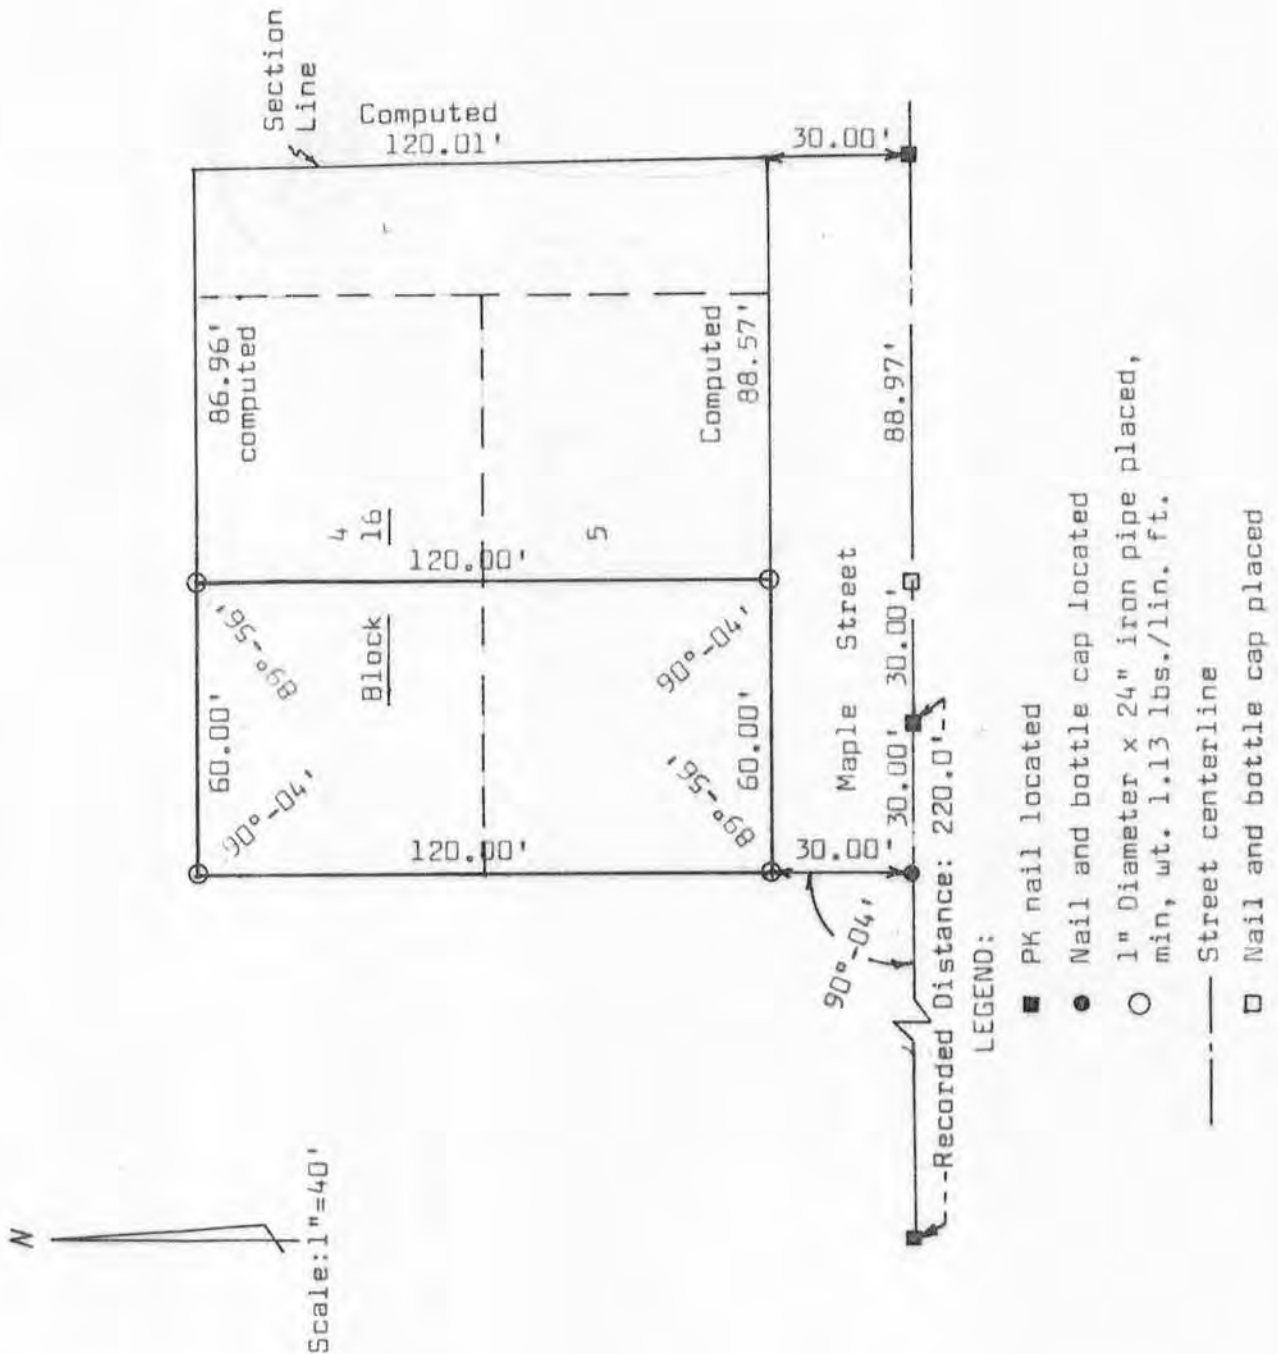 N
Scale:1"=40'
Section
Line
Computed
120.01'
30.00'
86.96'
computed
Computed
88.57'
88.97'
4
16
120.00'
5
Block
60.00'
89°-56'
90°-04'
90°-04'
60.00'
89°-56'
120.00'
Maple Street
30.00'
30.00'
30.00'
90°-04'
---Recorded Distance: 220.0'--
LEGEND:
PK nail located
Nail and bottle cap located
1" Diameter x 24" iron pipe placed,
min, wt. 1.13 lbs./lin. ft.
Street centerline
Nail and bottle cap placed